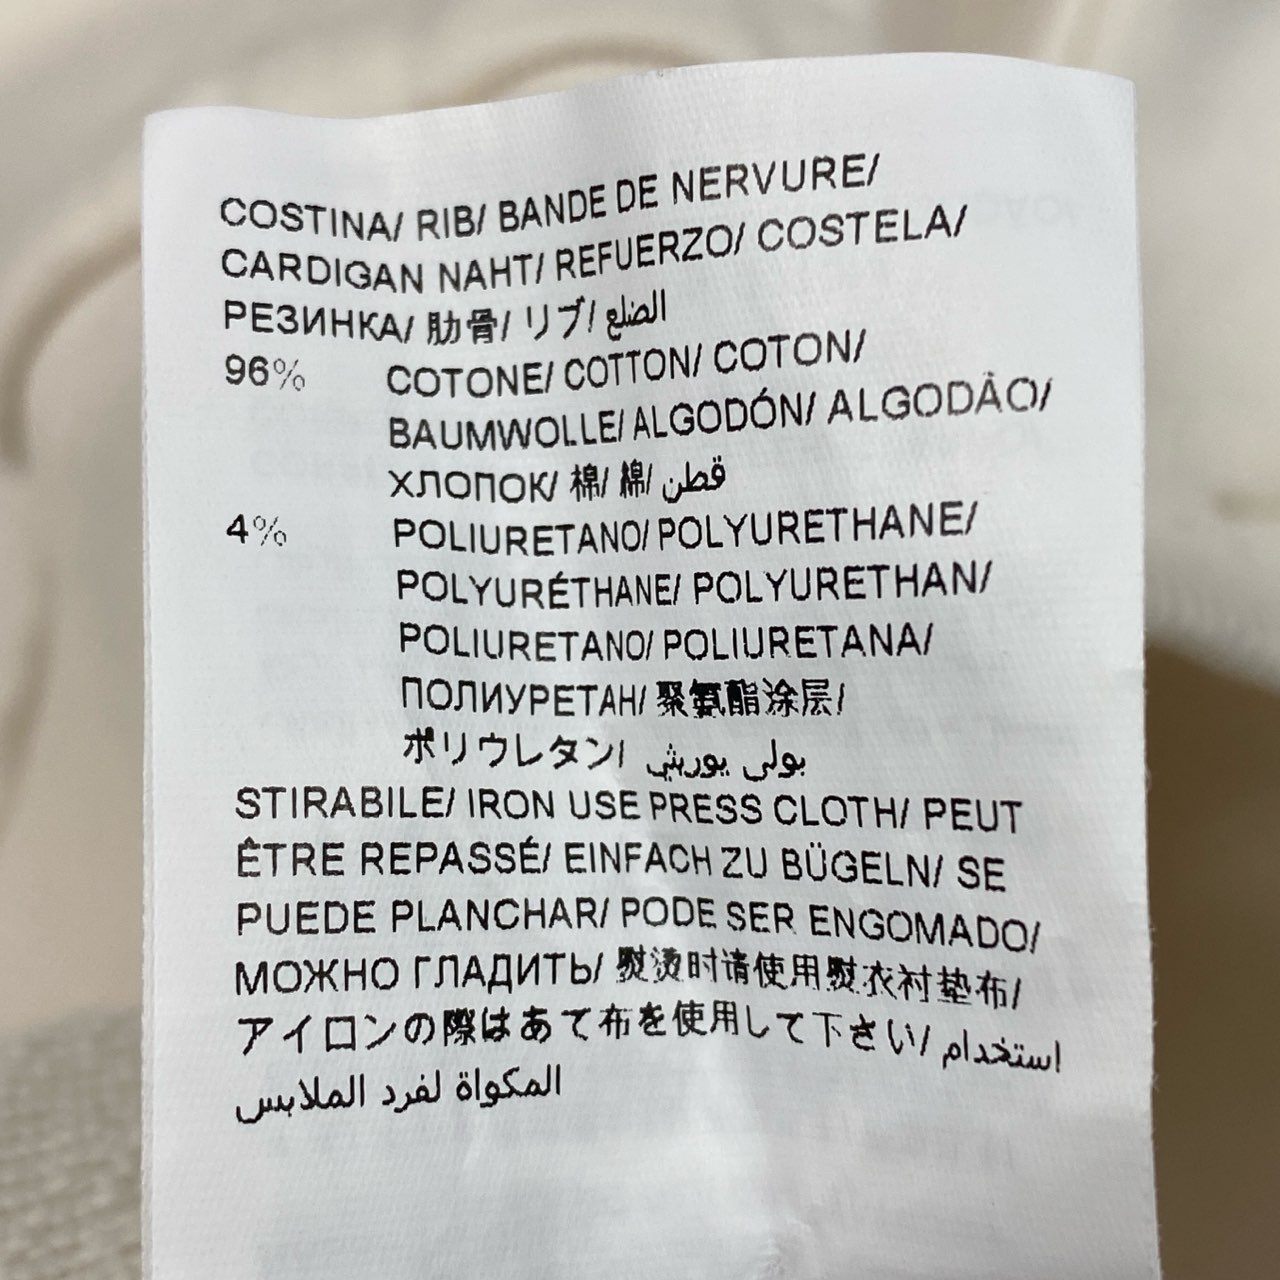 COSTINA/ RIB/ BANDE DE NERVURE/
CARDIGAN NAHT/ REFUERZO/ COSTELA/
РЕЗИНКА/ 肋骨/ リブ/ الضلع
96% COTONE/ COTTON/ COTON/
BAUMWOLLE/ ALGODÓN/ ALGODÃO/
ХЛОПОК/ 棉/ 綿/ قطن
4% POLIURETANO/ POLYURETHANE/
POLYURÉTHANE/ POLYURETHAN/
POLIURETANO/ POLIURETANA/
ПОЛИУРЕТАН/ 聚氨酯涂层/
ポリウレタン/ بولى يوريثي
STIRABILE/ IRON USE PRESS CLOTH/ PEUT
ÊTRE REPASSÉ/ EINFACH ZU BÜGELN/ SE
PUEDE PLANCHAR/ PODE SER ENGOMADO/
МОЖНО ГЛАДИТЬ/ 熨烫时请使用熨衣衬垫布/
アイロンの際はあて布を使用して下さい/ استخدام
المكواة لفرد الملابس